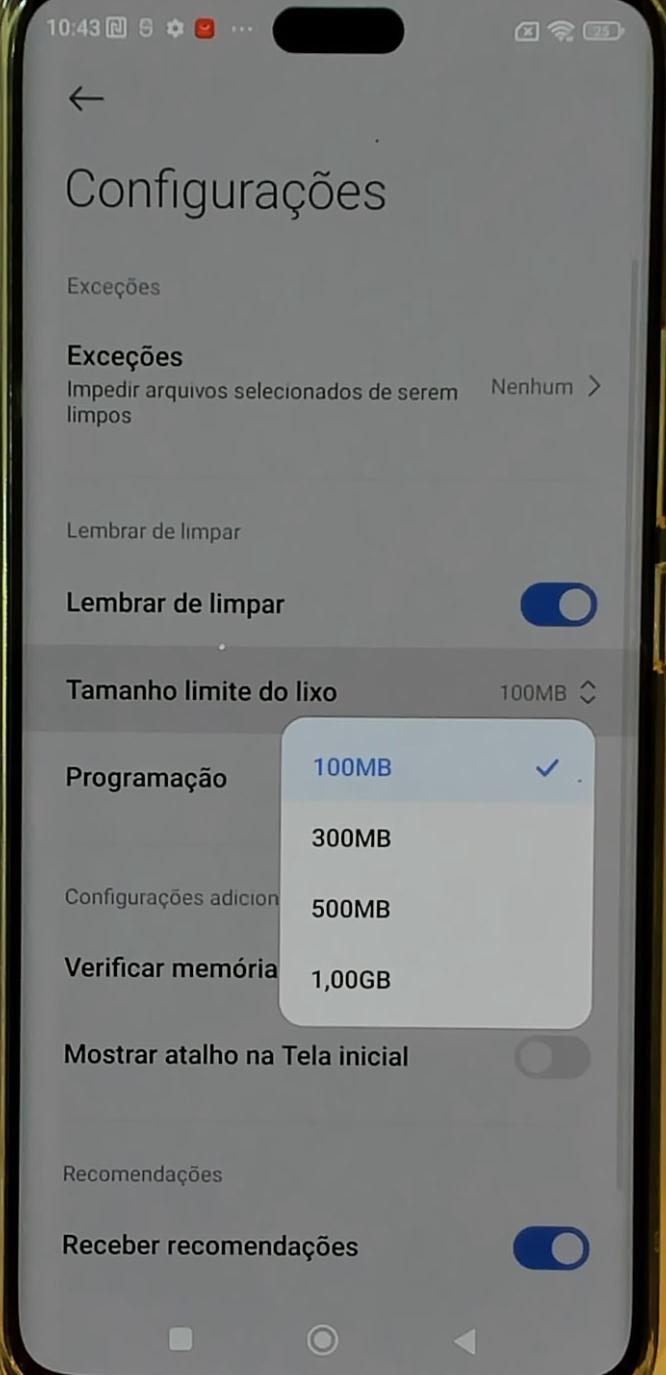 10:43
25
Configurações
Exceções
Exceções
Impedir arquivos selecionados de serem
limpos
Nenhum
Lembrar de limpar
Lembrar de limpar
Tamanho limite do lixo
100MB
Programação
100MB
300MB
500MB
1,00GB
Configurações adicion
Verificar memória
Mostrar atalho na Tela inicial
Recomendações
Receber recomendações